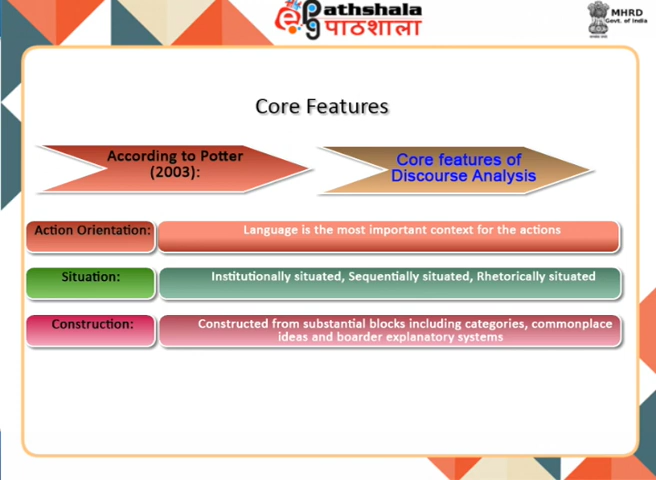 ePathshala
पाठशाला
MHRD
Govt. of India
Core Features
According to Potter
(2003):
Core features of
Discourse Analysis
Action Orientation:
Language is the most important context for the actions
Situation:
Institutionally situated, Sequentially situated, Rhetorically situated
Construction:
Constructed from substantial blocks including categories, commonplace
ideas and boarder explanatory systems